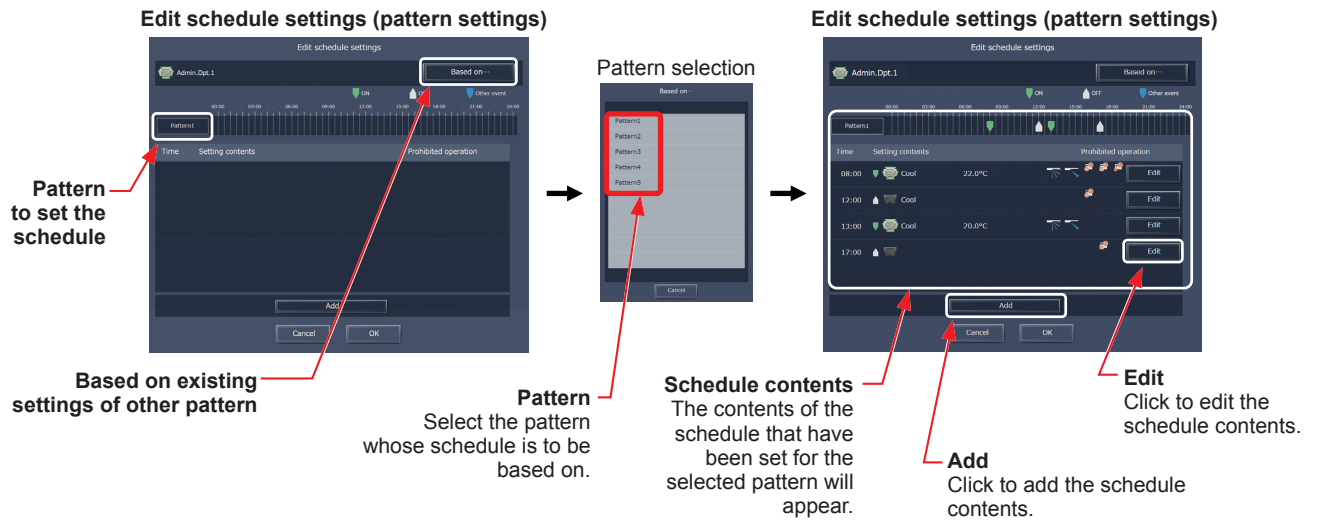 Edit schedule settings (pattern settings)
Edit schedule settings
Admin.Dpt.1
Based on···
ON
Other event
00:00 03:00 06:00 09:00 12:00 15:00 18:00 21:00 24:00
Pattern1
Time Setting contents Prohibited operation
Add
Cancel OK
Pattern
to set the
schedule
Based on existing
settings of other pattern
Pattern selection
Based on···
Pattern1
Pattern2
Pattern3
Pattern4
Pattern5
Cancel
Pattern
Select the pattern
whose schedule is to be
based on.
Edit schedule settings (pattern settings)
Edit schedule settings
Admin.Dpt.1
Based on···
ON OFF Other event
00:00 03:00 06:00 09:00 12:00 15:00 18:00 21:00 24:00
Pattern1
Time Setting contents Prohibited operation
08:00 Cool 22.0°C Edit
12:00 Cool Edit
13:00 Cool 20.0°C Edit
17:00 Edit
Add
Cancel OK
Schedule contents
The contents of the
schedule that have
been set for the
selected pattern will
appear.
Add
Click to add the schedule
contents.
Edit
Click to edit the
schedule contents.